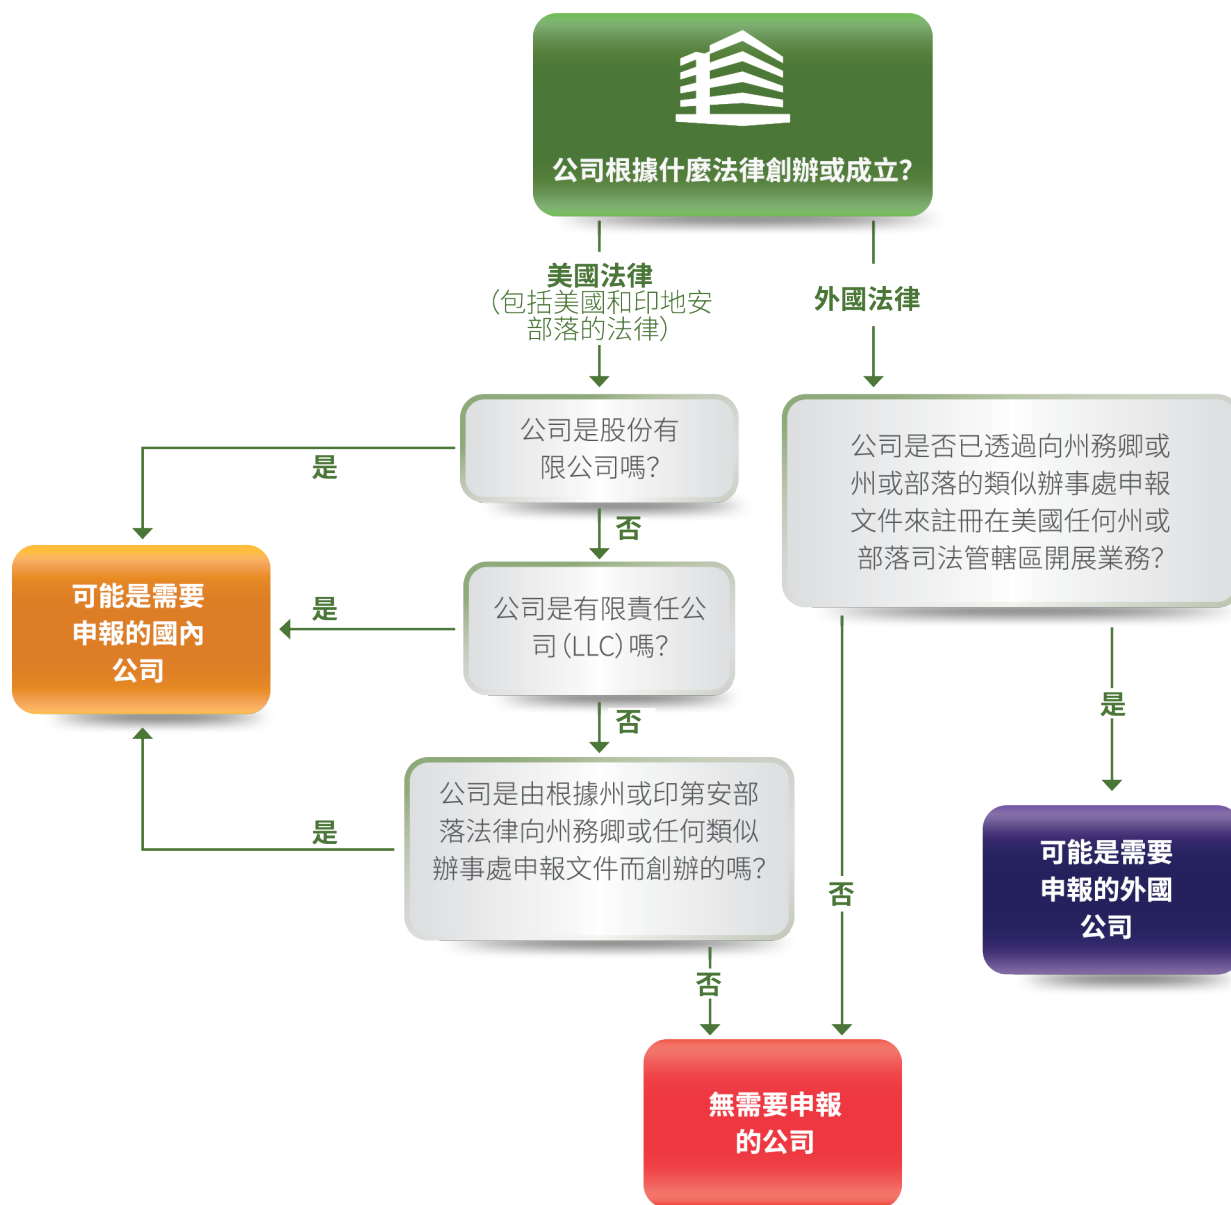 公司根據什麼法律創辦或成立?
美國法律
（包括美國和印地安
部落的法律）
外國法律
公司是股份有
限公司嗎?
是
否
公司是否已透過向州務卿或
州或部落的類似辦事處申報
文件來註冊在美國任何州或
部落司法管轄區開展業務?
可能是需要
申報的國內
公司
是
公司是有限責任公
司（LLC）嗎?
否
是
公司是由根據州或印第安部
落法律向州務卿或任何類似
辦事處申報文件而創辦的嗎?
是
否
可能是需要
申報的外國
公司
否
無需要申報
的公司